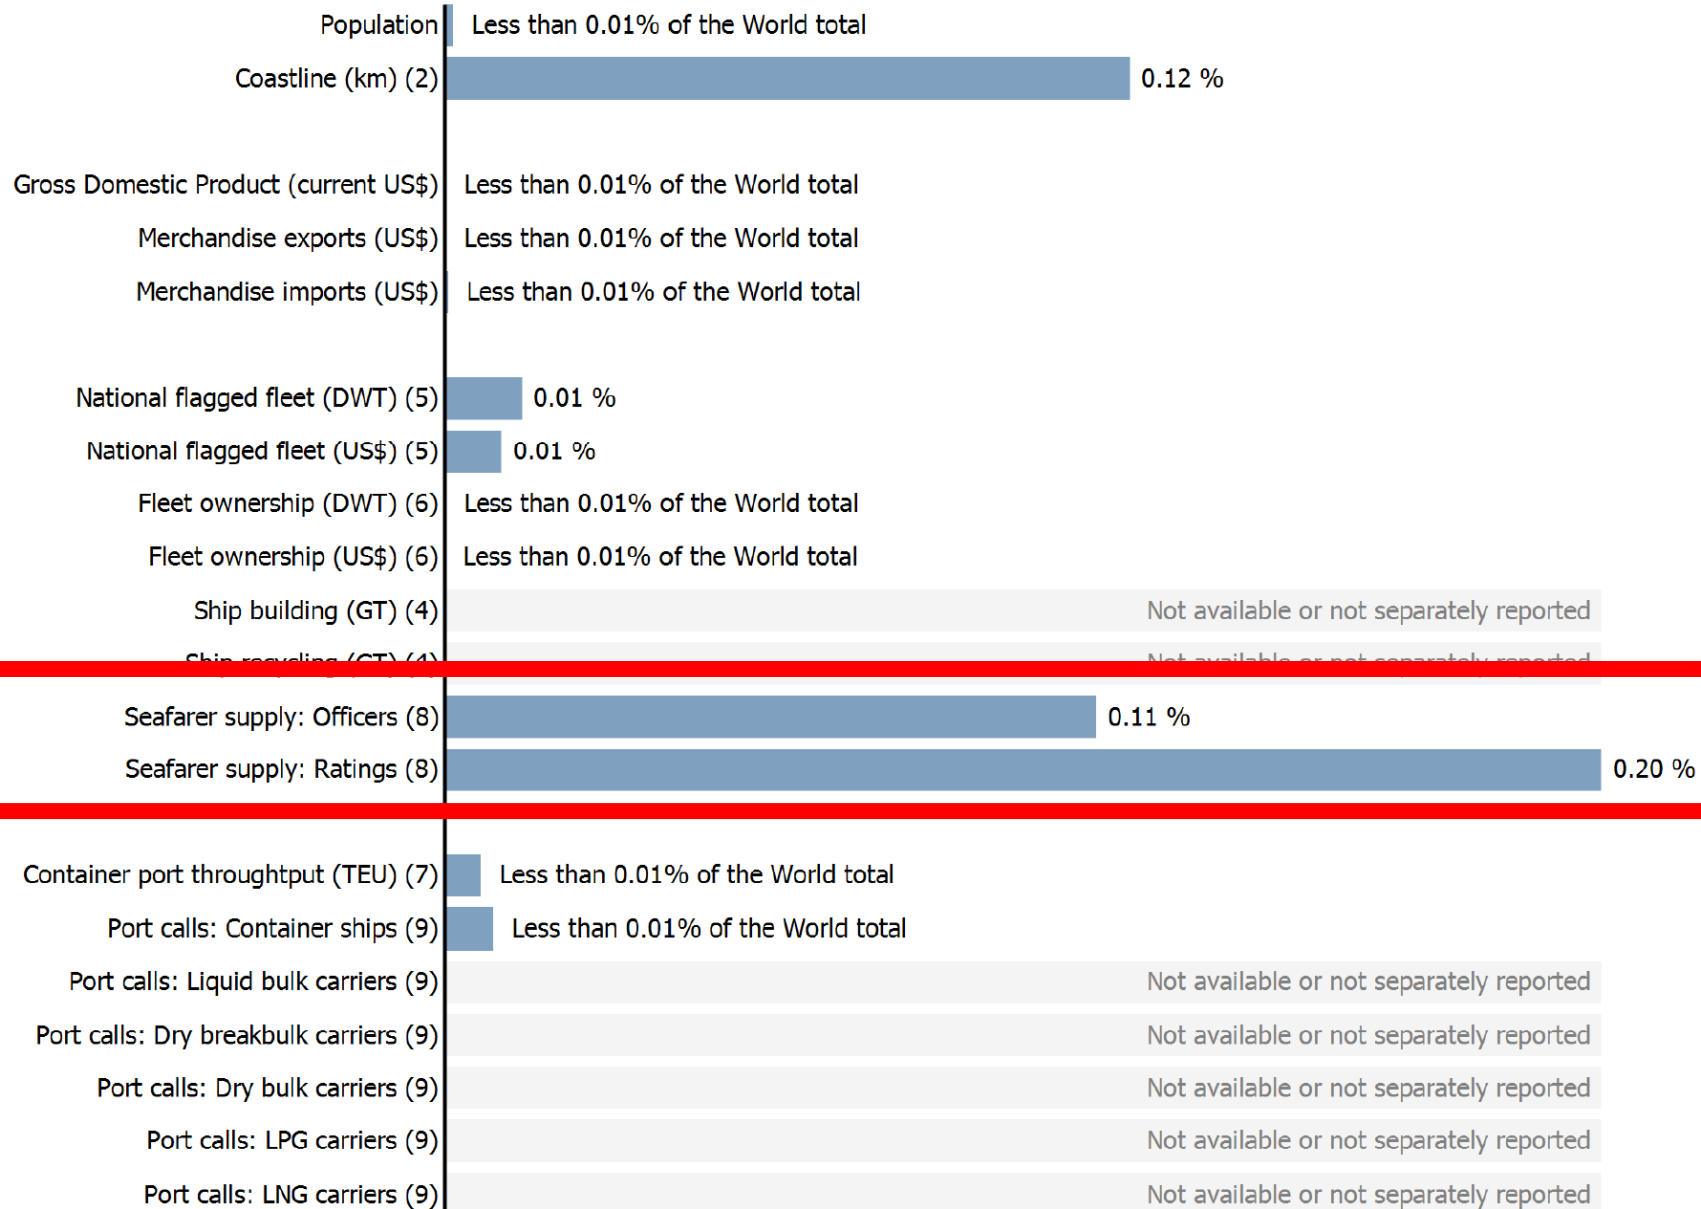 Population Less than 0.01% of the World total
Coastline (km) (2) 0.12 %
Gross Domestic Product (current US$) Less than 0.01% of the World total
Merchandise exports (US$) Less than 0.01% of the World total
Merchandise imports (US$) Less than 0.01% of the World total
National flagged fleet (DWT) (5) 0.01 %
National flagged fleet (US$) (5) 0.01 %
Fleet ownership (DWT) (6) Less than 0.01% of the World total
Fleet ownership (US$) (6) Less than 0.01% of the World total
Ship building (GT) (4) Not available or not separately reported
Ship recycling (GT) (4) Not available or not separately reported
Seafarer supply: Officers (8) 0.11 %
Seafarer supply: Ratings (8) 0.20 %
Container port throughtput (TEU) (7) Less than 0.01% of the World total
Port calls: Container ships (9) Less than 0.01% of the World total
Port calls: Liquid bulk carriers (9) Not available or not separately reported
Port calls: Dry breakbulk carriers (9) Not available or not separately reported
Port calls: Dry bulk carriers (9) Not available or not separately reported
Port calls: LPG carriers (9) Not available or not separately reported
Port calls: LNG carriers (9) Not available or not separately reported